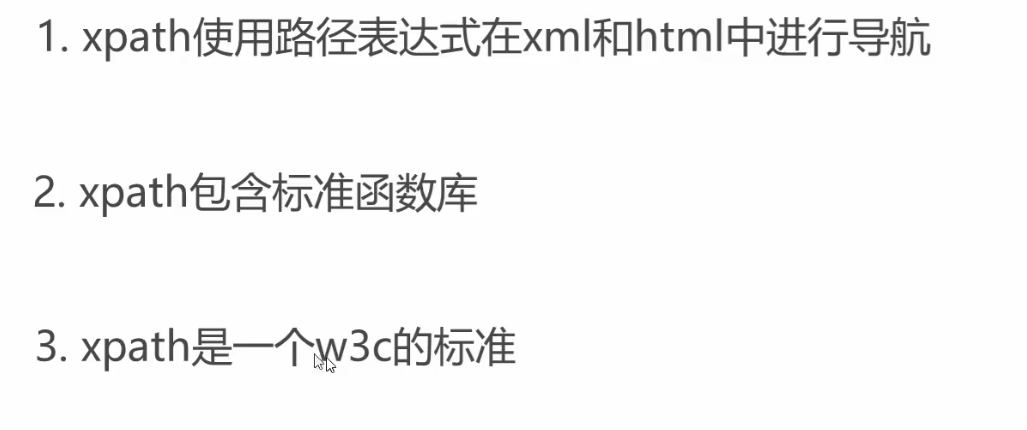 1. xpath使用路径表达式在xml和html中进行导航
2. xpath包含标准函数库
3. xpath是一个w3c的标准